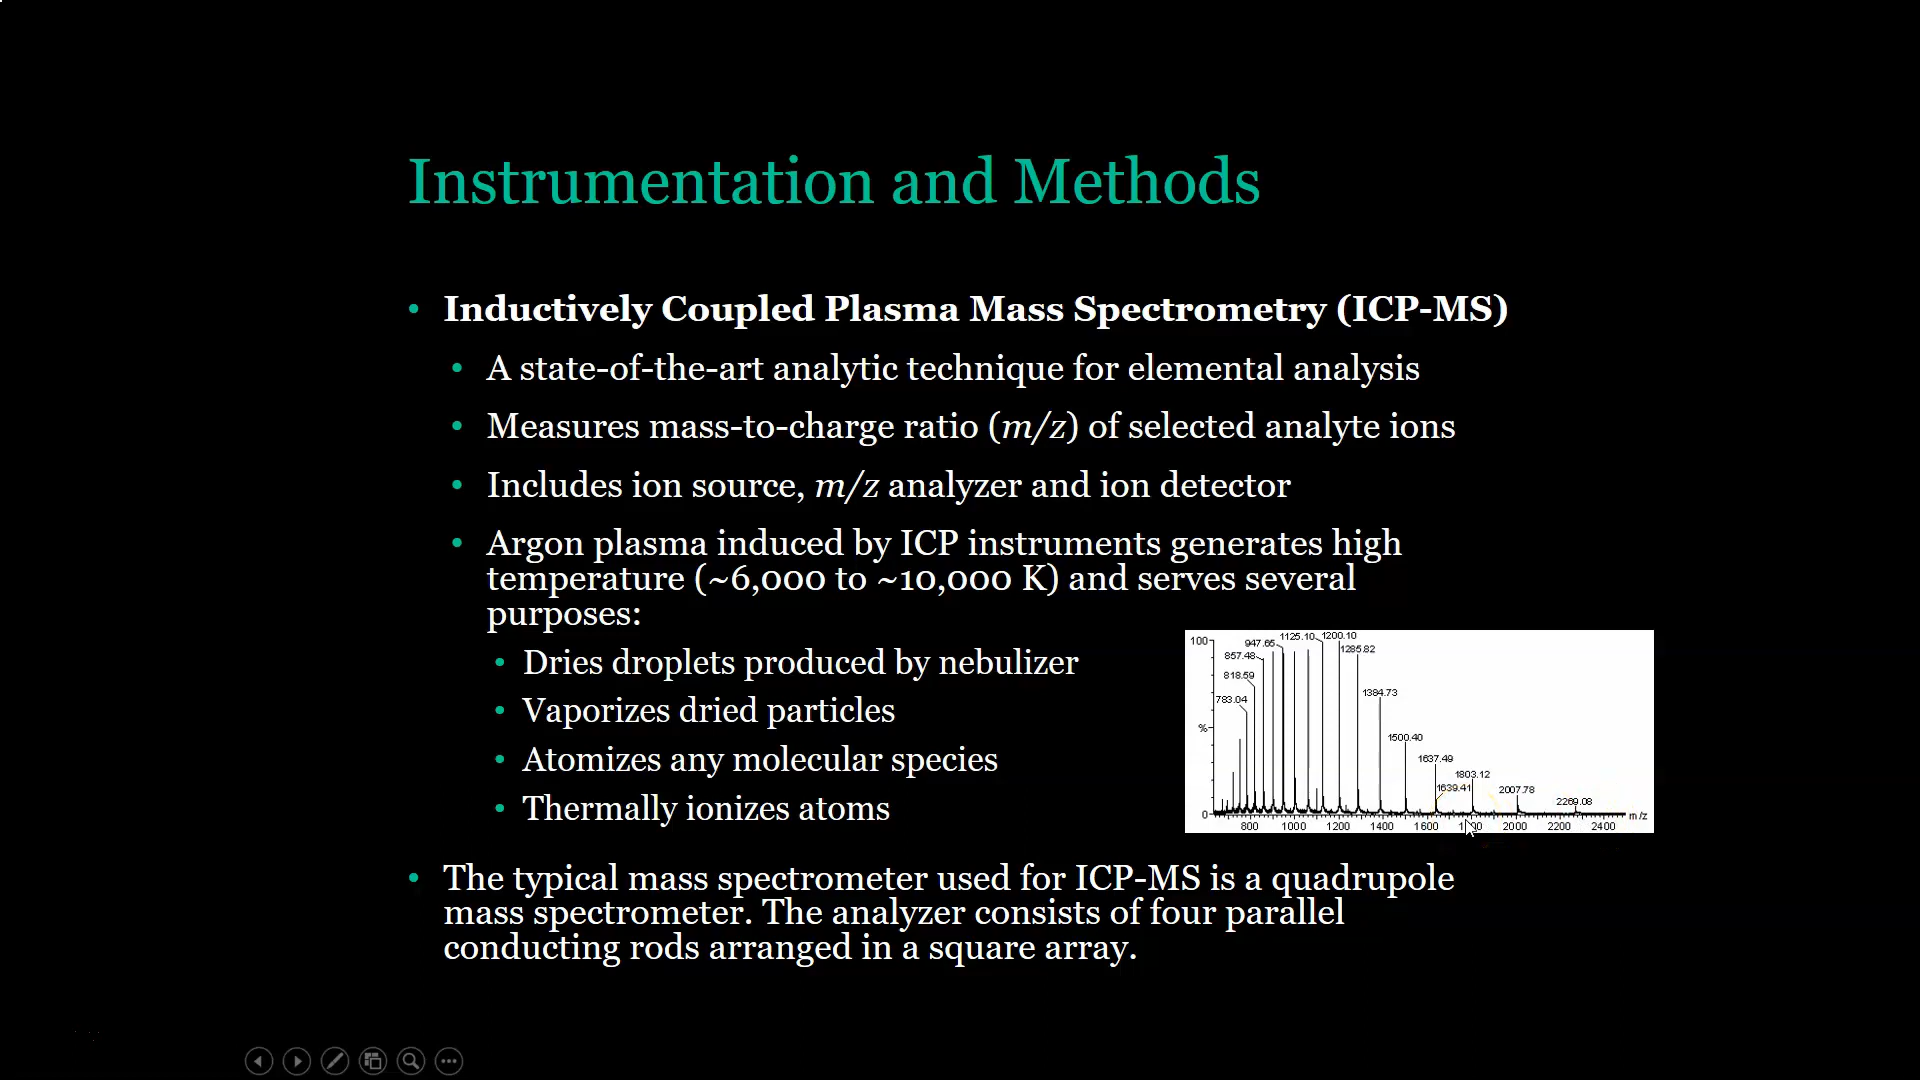 Instrumentation and Methods
• Inductively Coupled Plasma Mass Spectrometry (ICP-MS)
• A state-of-the-art analytic technique for elemental analysis
• Measures mass-to-charge ratio (m/z) of selected analyte ions
• Includes ion source, m/z analyzer and ion detector
• Argon plasma induced by ICP instruments generates high
temperature (~6,000 to ~10,000 K) and serves several
purposes:
• Dries droplets produced by nebulizer
• Vaporizes dried particles
• Atomizes any molecular species
• Thermally ionizes atoms
100
947.65
1125.10
1200.10
857.48
1285.82
818.59
1384.73
783.04
%
1500.40
1637.49
1803.12
1639.41
2007.78
2269.08
0
m/z
800 1000 1200 1400 1600 2000 2200 2400
• The typical mass spectrometer used for ICP-MS is a quadrupole
mass spectrometer. The analyzer consists of four parallel
conducting rods arranged in a square array.